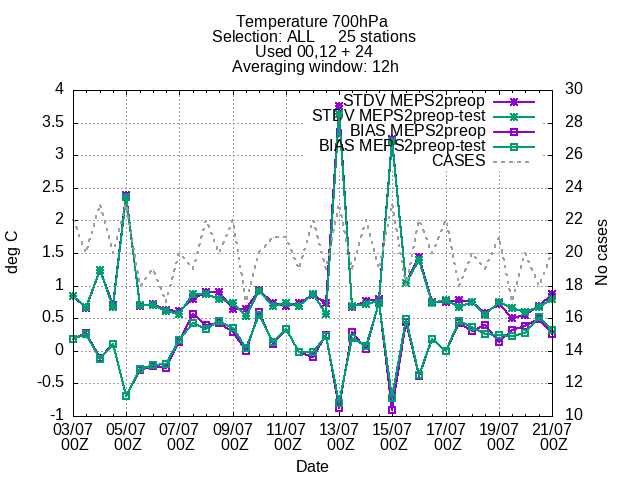 Temperature 700hPa
Selection: ALL 25 stations
Used 00,12 + 24
Averaging window: 12h
STDV MEPS2preop
STDV MEPS2preop-test
BIAS MEPS2preop
BIAS MEPS2preop-test
CASES
4
3.5
3
2.5
2
1.5
1
0.5
0
-0.5
-1
deg C
30
28
26
24
22
20
18
16
14
12
10
No cases
03/07 05/07 07/07 09/07 11/07 13/07 15/07 17/07 19/07 21/07
00Z 00Z 00Z 00Z 00Z 00Z 00Z 00Z 00Z 00Z
Date